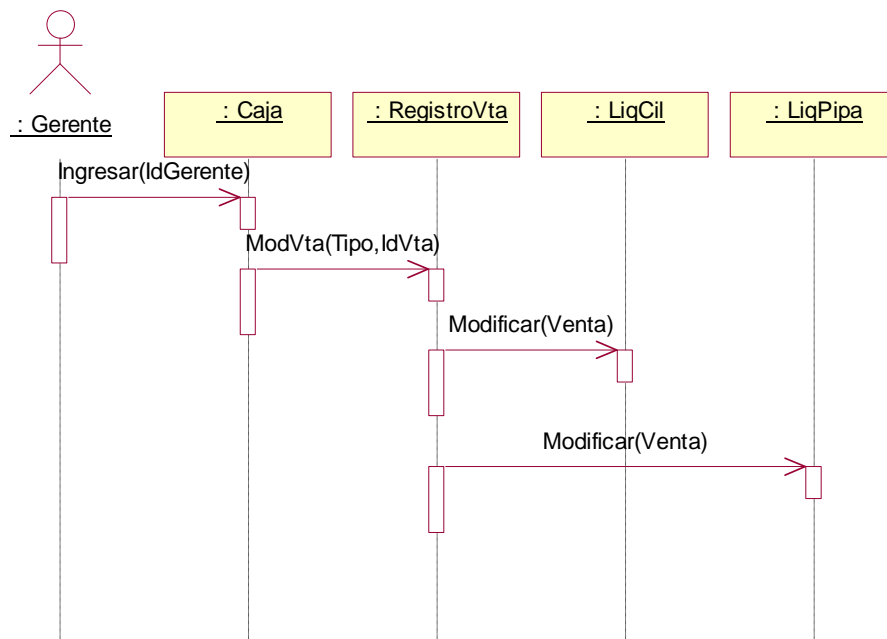 : Gerente
: Caja
: RegistroVta
: LiqCil
: LiqPipa
Ingresar(IdGerente)
ModVta(Tipo,IdVta)
Modificar(Venta)
Modificar(Venta)